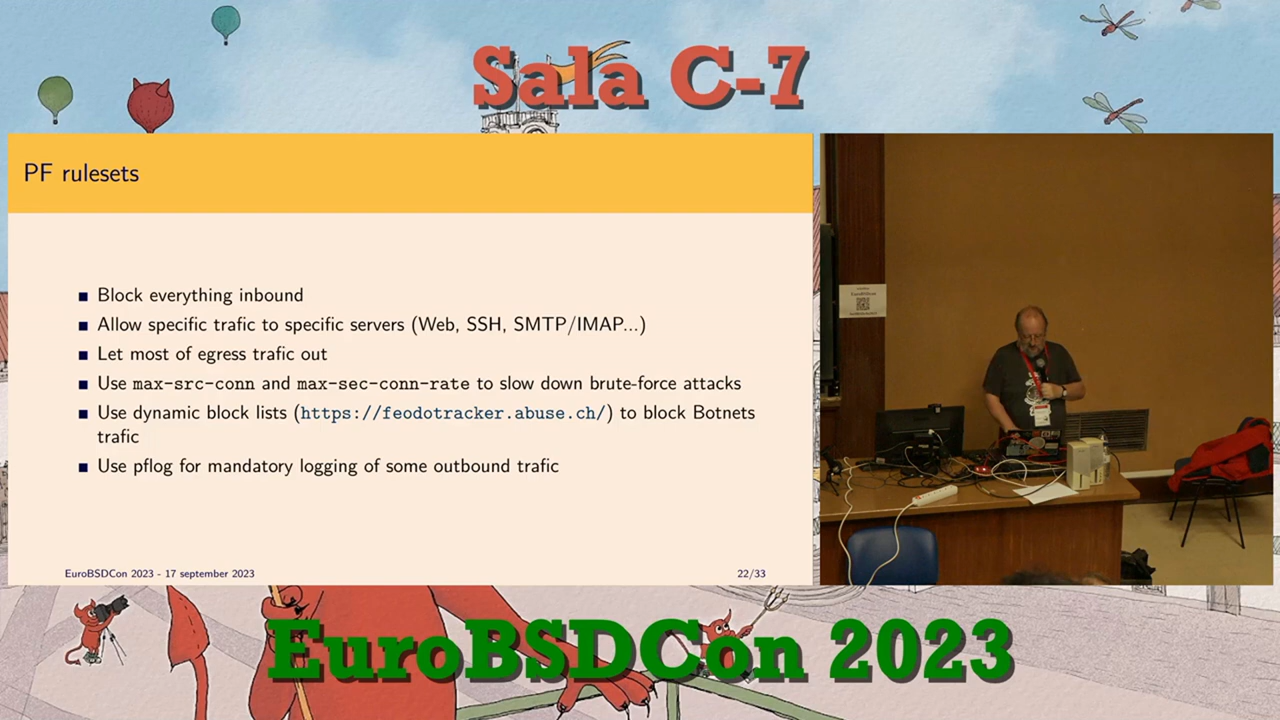 Sala C-7
PF rulesets
Block everything inbound
Allow specific trafic to specific servers (Web, SSH, SMTP/IMAP...)
Let most of egress trafic out
Use max-src-conn and max-sec-conn-rate to slow down brute-force attacks
Use dynamic block lists (https://feodotracker.abuse.ch/) to block Botnets
trafic
Use pflog for mandatory logging of some outbound trafic
EuroBSDCon 2023 - 17 september 2023
22/33
EuroBSDCon 2023